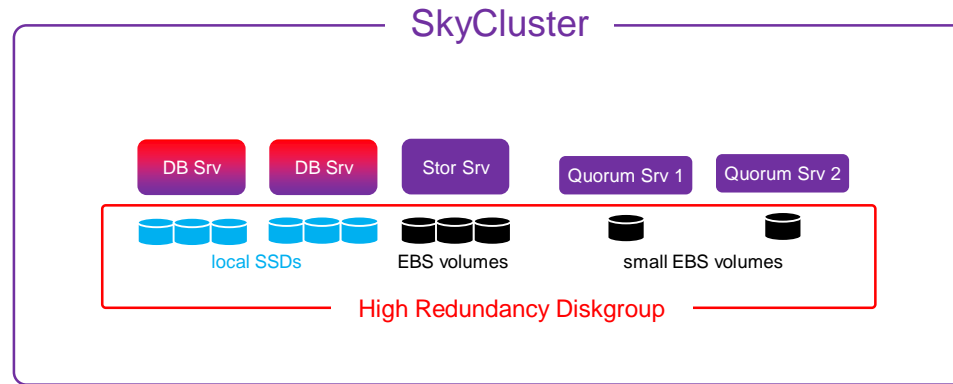 SkyCluster
DB Srv
DB Srv
Stor Srv
Quorum Srv 1
Quorum Srv 2
local SSDs
EBS volumes
small EBS volumes
High Redundancy Diskgroup